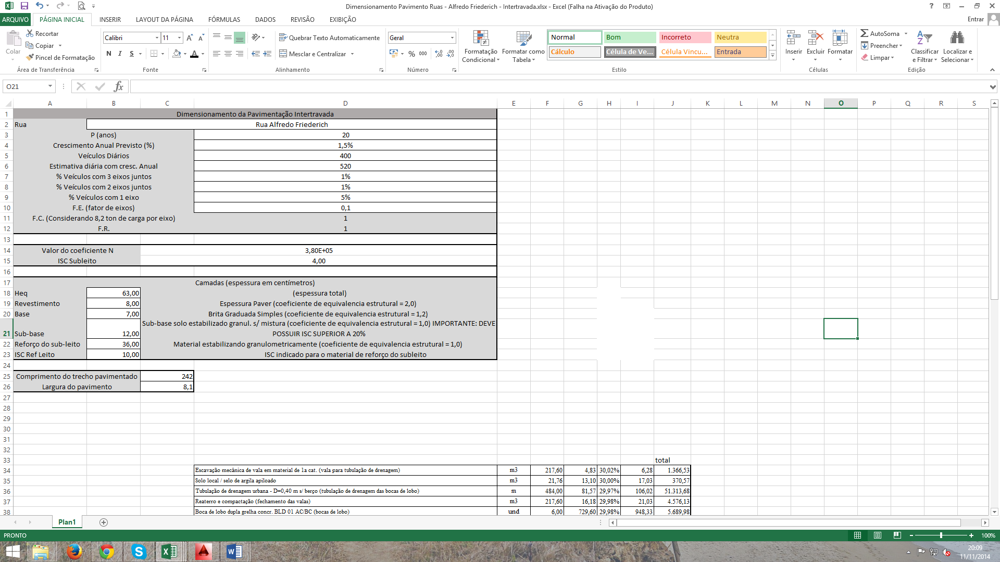 Dimensionamento Pavimento Ruas - Alfredo Friederich - Intertravada.xlsx - Excel (Falha na Ativação do Produto)
ARQUIVO PÁGINA INICIAL INSERIR LAYOUT DA PÁGINA FÓRMULAS DADOS REVISÃO EXIBIÇÃO Entrar
Colar
Recortar
Copiar
Pincel de Formatação
Área de Transferência
Calibri 11
N I S
Fonte
Quebrar Texto Automaticamente
Mesclar e Centralizar
Alinhamento
Geral
% 000
Número
Formatação Condicional
Formatar como Tabela
Normal Bom Incorreto Neutra
Cálculo Célula de Ve... Célula Vincu... Entrada
Estilo
Inserir Excluir Formatar
Células
AutoSoma
Preencher
Limpar
Classificar e Filtrar
Localizar e Selecionar
Edição
O21 fx
A B C D E F G H I J K L M N O P Q R S
1 Dimensionamento da Pavimentação Intertravada
2 Rua Rua Alfredo Friederich
3 P (anos) 20
4 Crescimento Anual Previsto (%) 1,5%
5 Veículos Diários 400
6 Estimativa diária com cresc. Anual 520
7 % Veículos com 3 eixos juntos 1%
8 % Veículos com 2 eixos juntos 1%
9 % Veículos com 1 eixo 5%
10 F.E. (fator de eixos) 0,1
11 F.C. (Considerando 8,2 ton de carga por eixo) 1
12 F.R. 1
13
14 Valor do coeficiente N 3,80E+05
15 ISC Subleito 4,00
16
17 Camadas (espessura em centímetros)
18 Heq 63,00 (espessura total)
19 Revestimento 8,00 Espessura Paver (coeficiente de equivalencia estrutural = 2,0)
20 Base 7,00 Brita Graduada Simples (coeficiente de equivalencia estrutural = 1,2)
Sub-base solo estabilizado granul. s/ mistura (coeficiente de equivalencia estrutural = 1,0) IMPORTANTE: DEVE
21 Sub-base 12,00 POSSUIR ISC SUPERIOR A 20%
22 Reforço do sub-leito 36,00 Material estabilizando granulometricamente (coeficiente de equivalencia estrutural = 1,0)
23 ISC Ref Leito 10,00 ISC indicado para o material de reforço do subleito
24
25 Comprimento do trecho pavimentado 242
26 Largura do pavimento 8,1
27
28
29
30
31
32
33 total
34 Escavação mecânica de vala em material de 1a cat. (vala para tubulação de drenagem) m3 217,60 4,83 30,02% 6,28 1.366,53
35 Solo local / selo de argila apiloado m3 21,76 13,10 30,00% 17,03 370,57
36 Tubulação de drenagem urbana - D=0,40 m s/ berço (tubulação de drenagem das bocas de lobo) m 484,00 81,57 29,97% 106,02 51.313,68
37 Reaterro e compactação (fechamento das valas) m3 217,60 16,18 29,98% 21,03 4.576,13
38 Boca de lobo dupla grelha concr. BLD 01 AC/BC (bocas de lobo) und 6,00 729,60 29,98% 948,33 5.689,98
Plan1
PRONTO 100%
20:09
11/11/2014